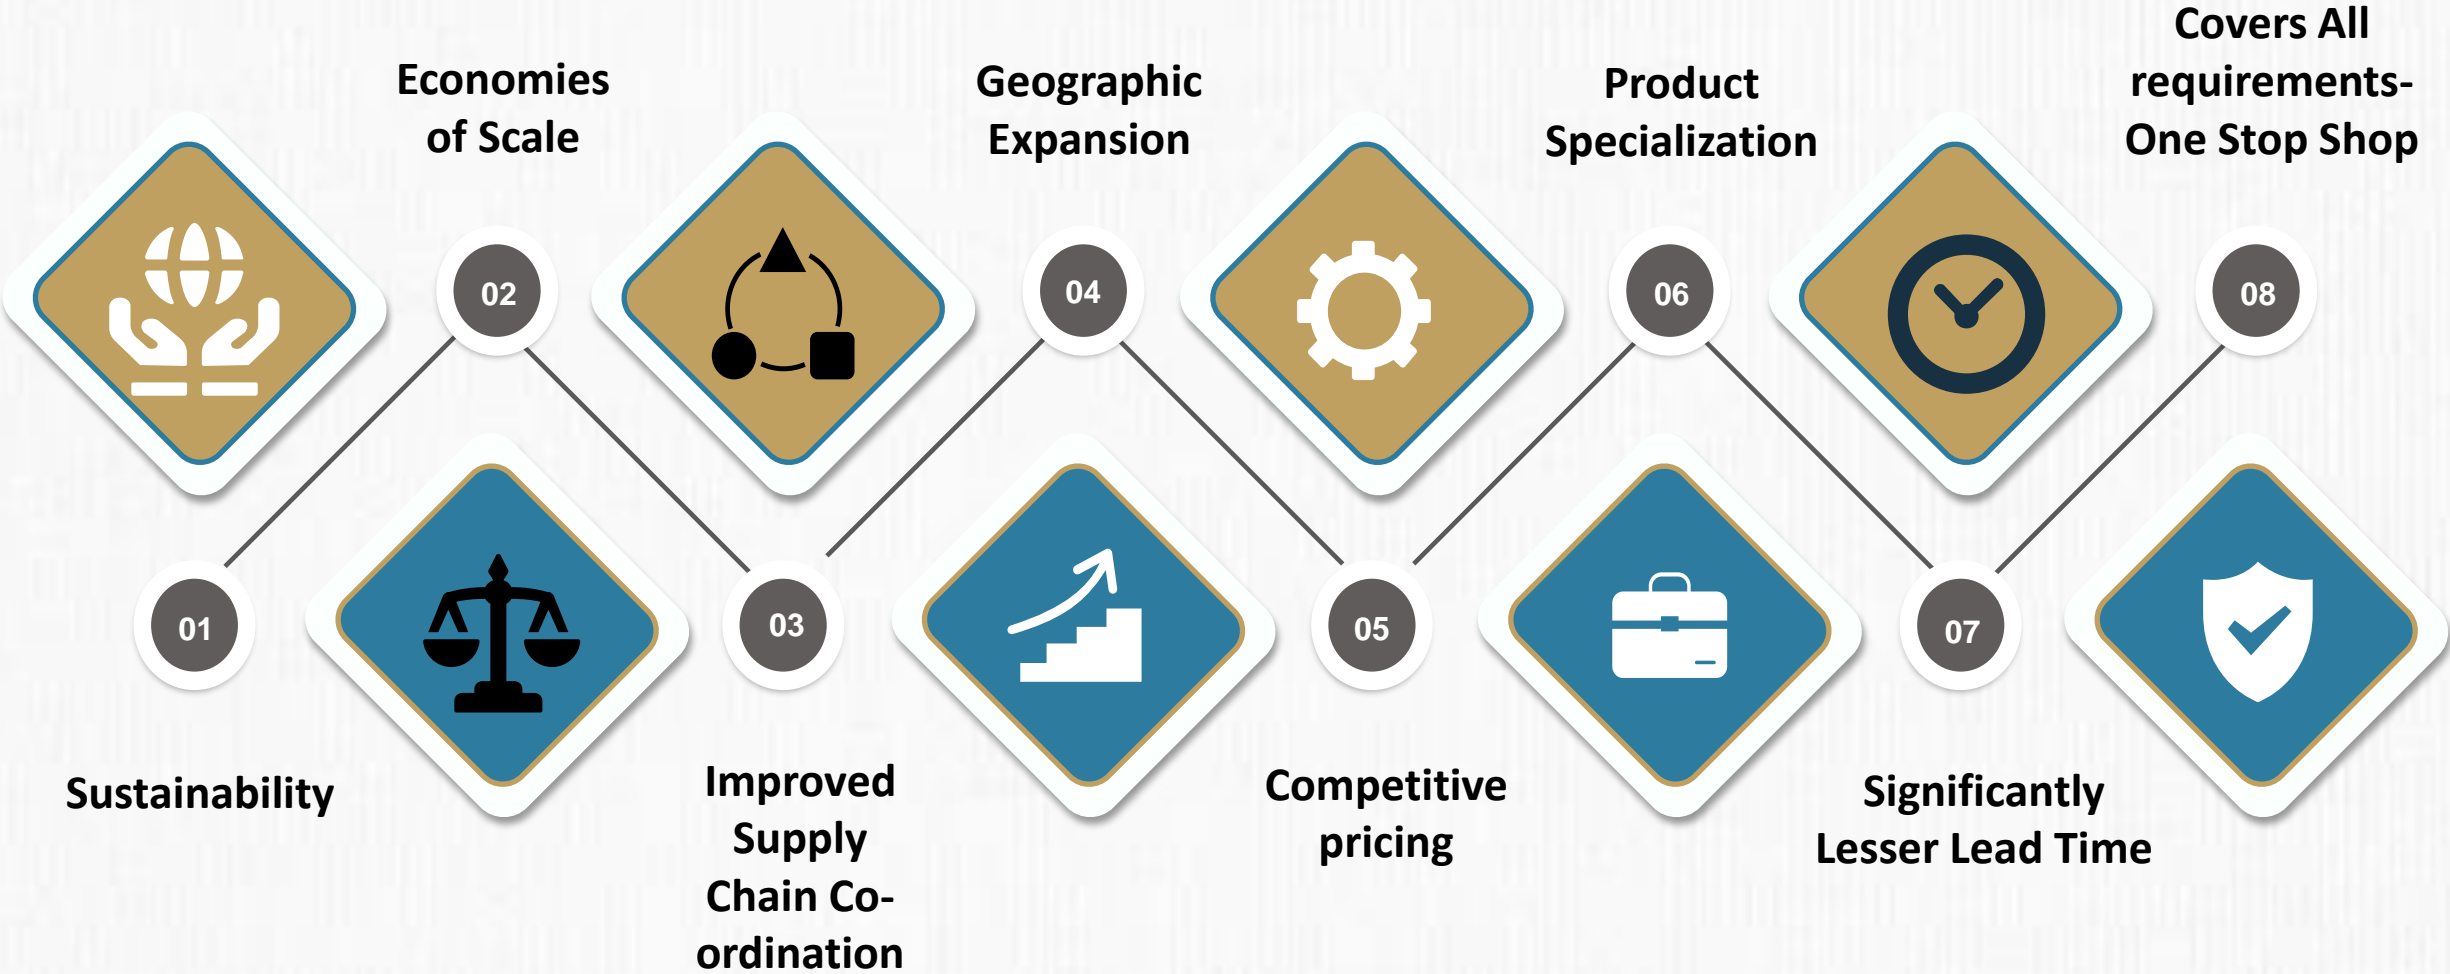 01
Sustainability
02
Economies
of Scale
03
Improved
Supply
Chain Co-
ordination
04
Geographic
Expansion
05
Competitive
pricing
06
Product
Specialization
07
Significantly
Lesser Lead Time
08
Covers All
requirements-
One Stop Shop